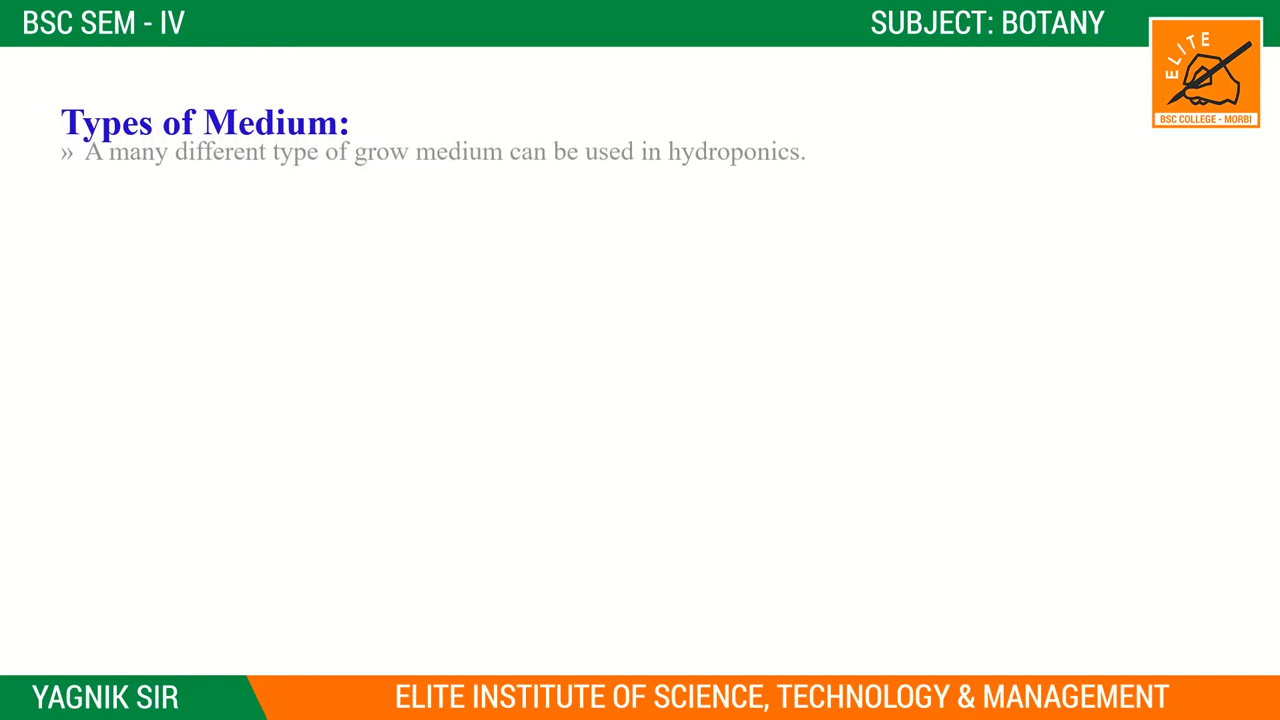 BSC SEM - IV
SUBJECT: BOTANY
ELITE
BSC COLLEGE - MORBI
Types of Medium:
» A many different type of grow medium can be used in hydroponics.
YAGNIK SIR
ELITE INSTITUTE OF SCIENCE, TECHNOLOGY & MANAGEMENT